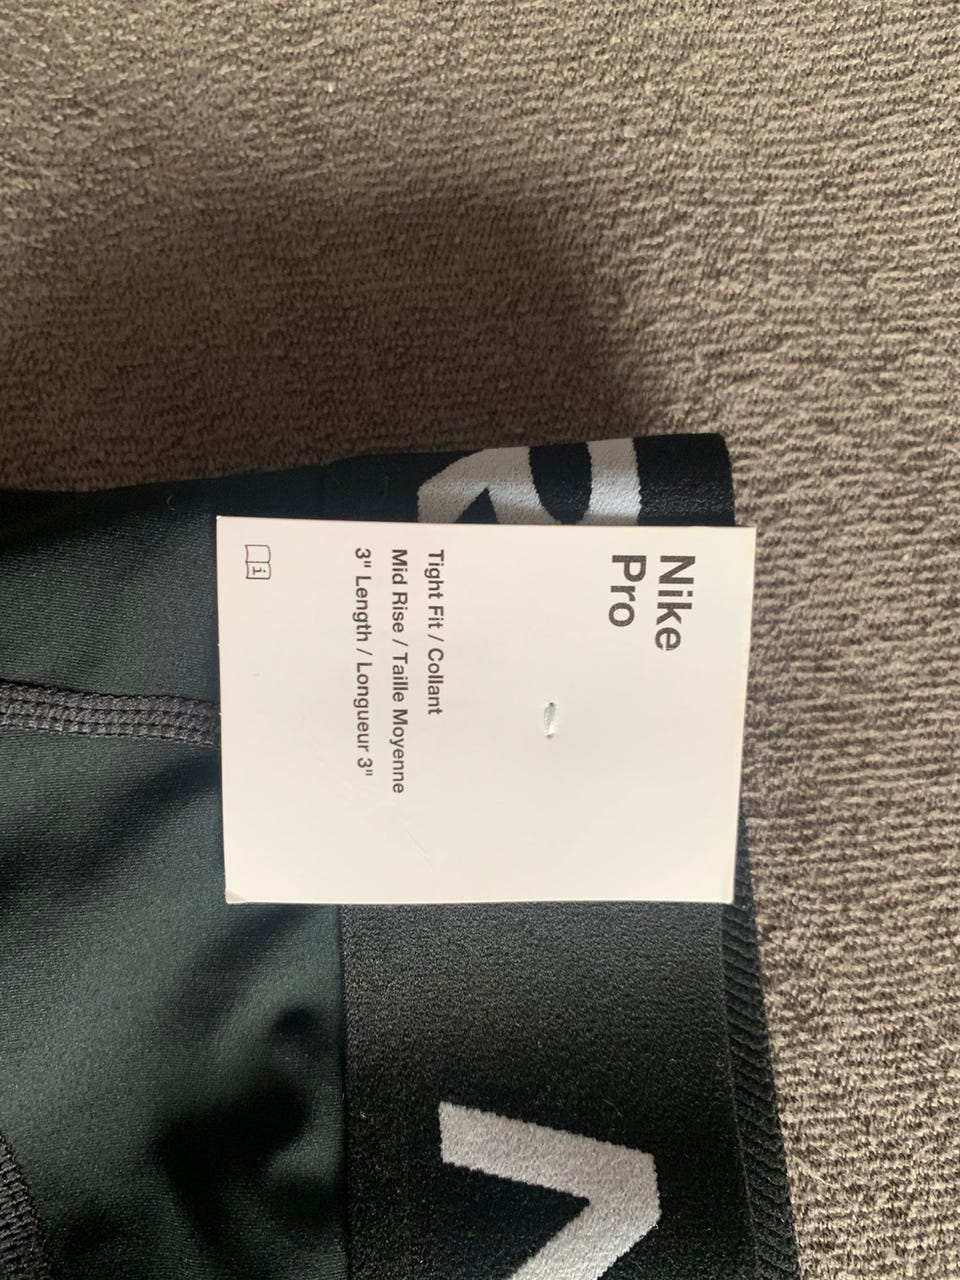 Nike
Pro
Tight Fit / Collant
Mid Rise / Taille Moyenne
3" Length / Longueur 3"
i